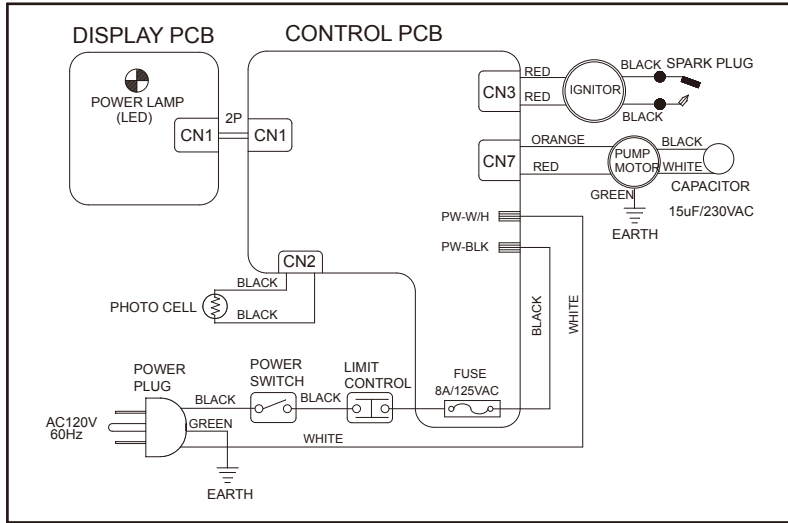 DISPLAY PCB
CONTROL PCB
POWER LAMP
(LED)
CN1
2P
CN1
CN3
RED
RED
IGNITOR
BLACK
BLACK
SPARK PLUG
CN7
ORANGE
RED
PUMP
MOTOR
BLACK
WHITE
GREEN
EARTH
CAPACITOR
15uF/230VAC
PW-W/H
PW-BLK
BLACK
WHITE
CN2
BLACK
BLACK
PHOTO CELL
POWER
PLUG
AC120V
60Hz
BLACK
GREEN
WHITE
EARTH
POWER
SWITCH
BLACK
LIMIT
CONTROL
FUSE
8A/125VAC